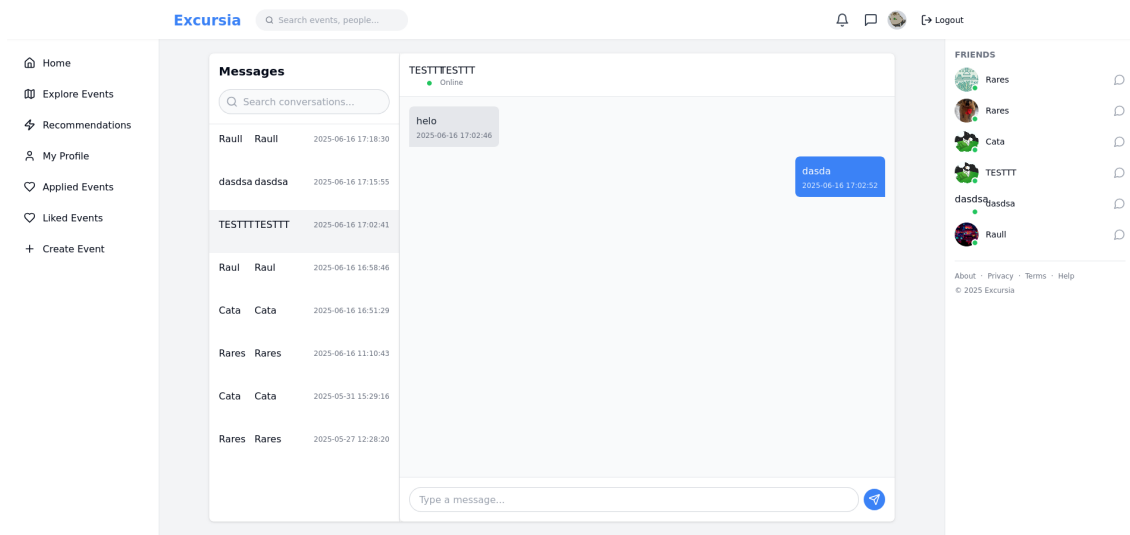 Excursia
Search events, people...
Logout
Home
Explore Events
Recommendations
My Profile
Applied Events
Liked Events
Create Event
Messages
Search conversations...
Raull Raull 2025-06-16 17:18:30
dasdsa dasdsa 2025-06-16 17:15:55
TESTTT TESTTT 2025-06-16 17:02:41
Raul Raul 2025-06-16 16:58:46
Cata Cata 2025-06-16 16:51:29
Rares Rares 2025-06-16 11:10:43
Cata Cata 2025-05-31 15:29:16
Rares Rares 2025-05-27 12:28:20
TESTTT TESTTT
Online
helo
2025-06-16 17:02:46
dasda
2025-06-16 17:02:52
Type a message...
FRIENDS
Rares
Rares
Cata
TESTTT
dasdsa dasdsa
Raull
About · Privacy · Terms · Help
© 2025 Excursia